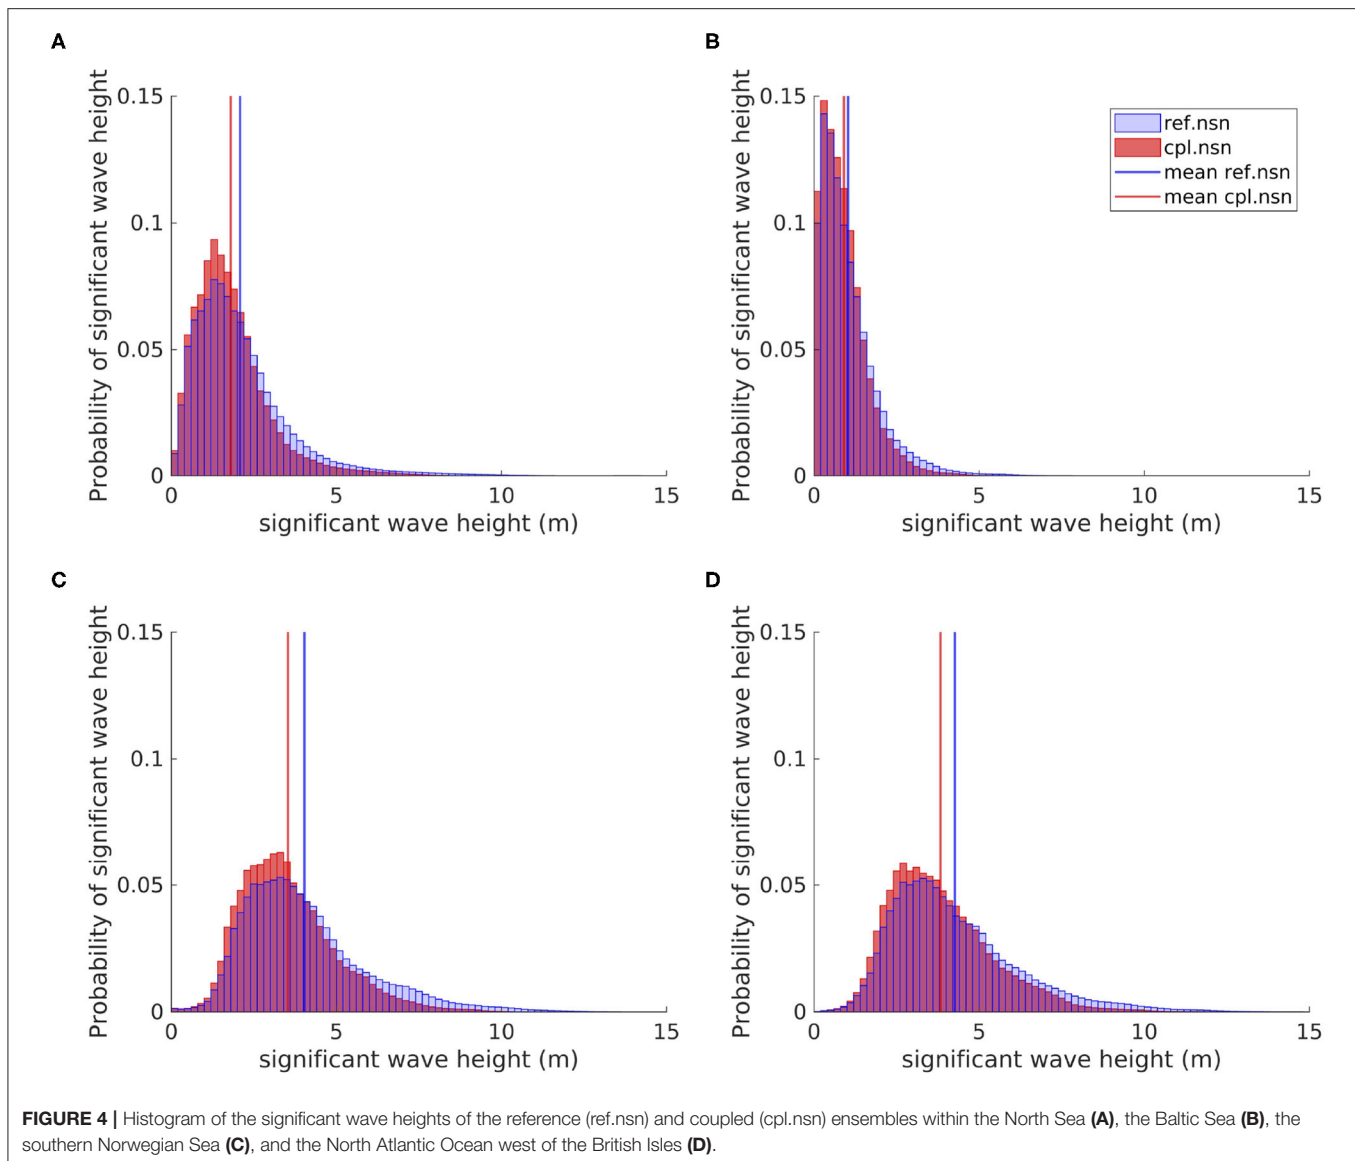 A
Probability of significant wave height
0.15
0.1
0.05
0
0 5 10 15
significant wave height (m)
B
Probability of significant wave height
0.15
0.1
0.05
0
0 5 10 15
significant wave height (m)
ref.nsn
cpl.nsn
mean ref.nsn
mean cpl.nsn
C
Probability of significant wave height
0.15
0.1
0.05
0
0 5 10 15
significant wave height (m)
D
Probability of significant wave height
0.15
0.1
0.05
0
0 5 10 15
significant wave height (m)
FIGURE 4 | Histogram of the significant wave heights of the reference (ref.nsn) and coupled (cpl.nsn) ensembles within the North Sea (A), the Baltic Sea (B), the
southern Norwegian Sea (C), and the North Atlantic Ocean west of the British Isles (D).